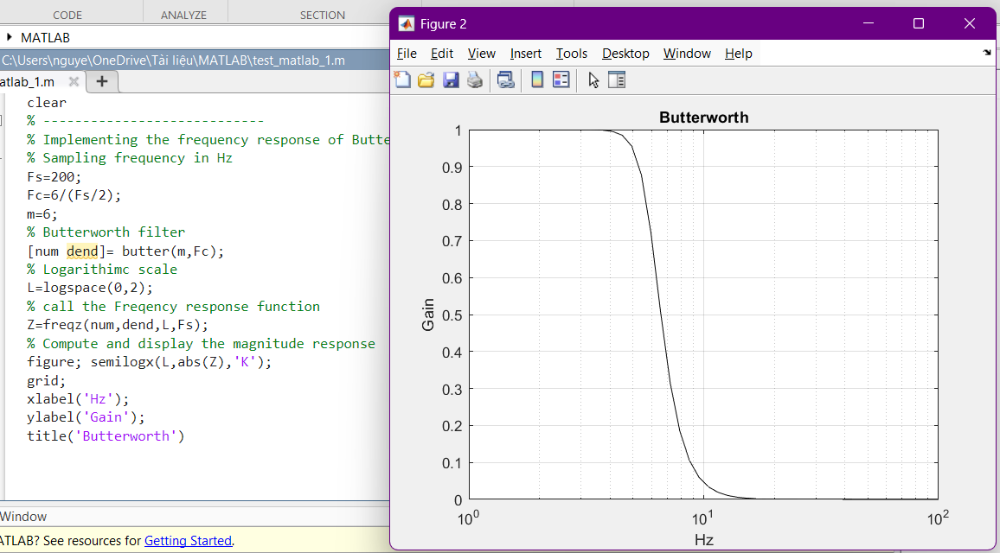 CODE
ANALYZE
SECTION
MATLAB
C:\Users\nguye\OneDrive\Tài liệu\MATLAB\test_matlab_1.m
atlab_1.m
clear
% ----------------------------
% Implementing the frequency response of Butte
% Sampling frequency in Hz
Fs=200;
Fc=6/(Fs/2);
m=6;
% Butterworth filter
[num dend]= butter(m,Fc);
% Logarithimc scale
L=logspace(0,2);
% call the Freqency response function
Z=freqz(num,dend,L,Fs);
% Compute and display the magnitude response
figure; semilogx(L,abs(Z),'K');
grid;
xlabel('Hz');
ylabel('Gain');
title('Butterworth')
Window
ATLAB? See resources for Getting Started.
Figure 2
File Edit View Insert Tools Desktop Window Help
Butterworth
1
0.9
0.8
0.7
0.6
0.5
0.4
0.3
0.2
0.1
0
Gain
10^0 10^1 10^2
Hz